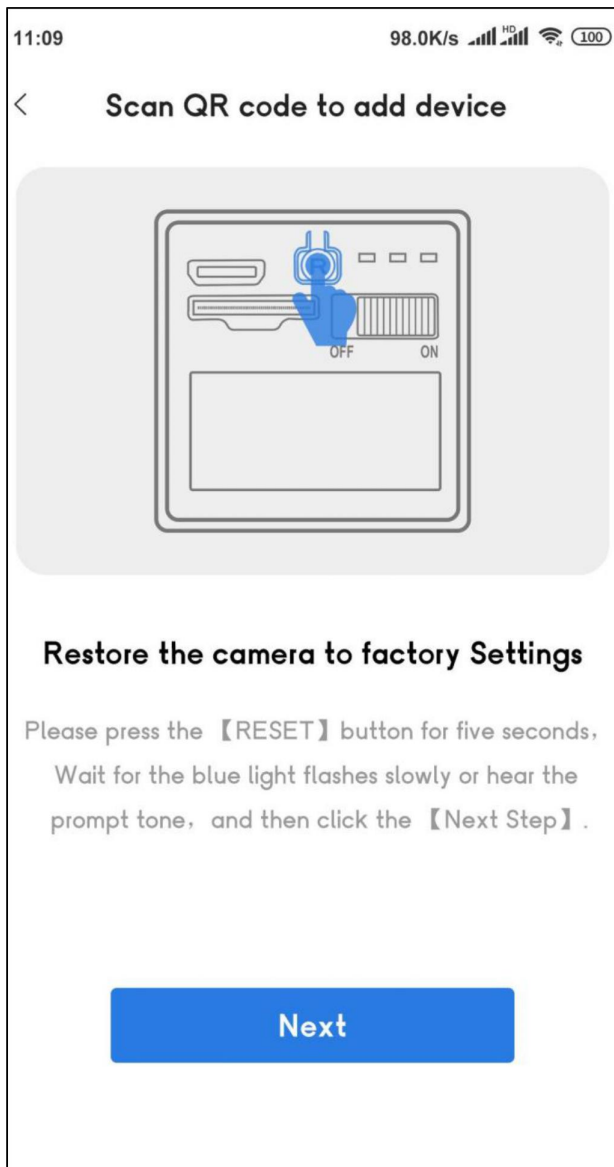 11:09 98.0K/s HD 100
Scan QR code to add device
R
OFF ON
Restore the camera to factory Settings
Please press the 【RESET】 button for five seconds,
Wait for the blue light flashes slowly or hear the
prompt tone, and then click the 【Next Step】.
Next